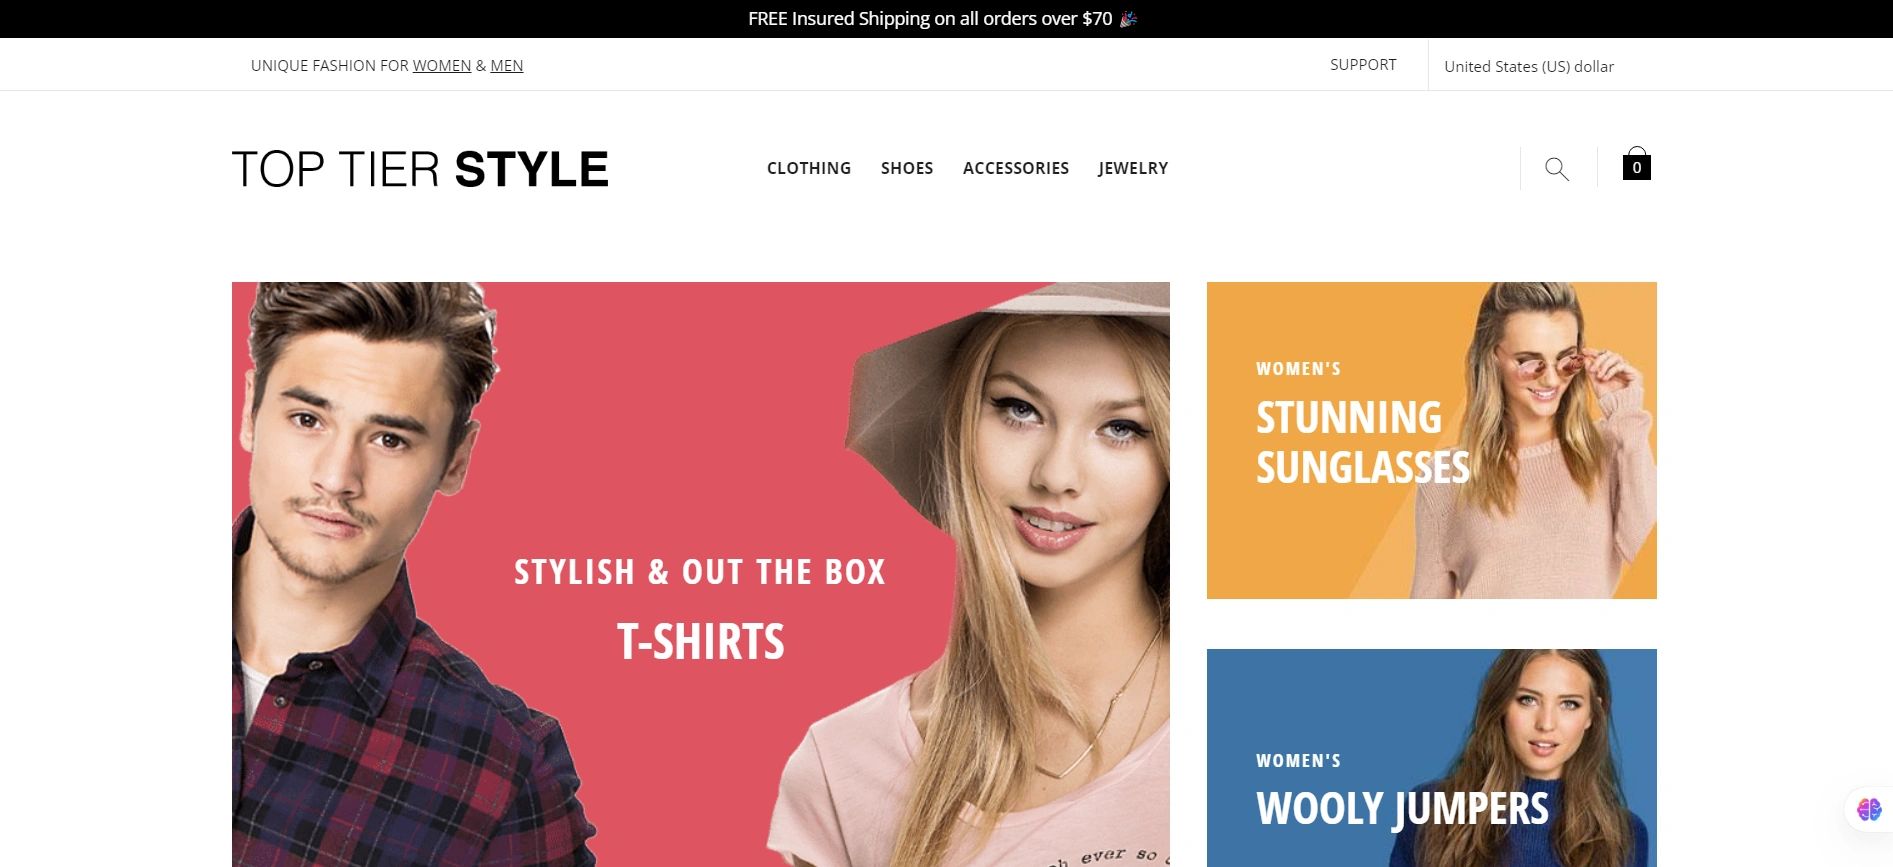 FREE Insured Shipping on all orders over $70 🎉
UNIQUE FASHION FOR WOMEN & MEN
SUPPORT
United States (US) dollar
TOP TIER STYLE
CLOTHING
SHOES
ACCESSORIES
JEWELRY
0
STYLISH & OUT THE BOX
T-SHIRTS
WOMEN'S
STUNNING
SUNGLASSES
WOMEN'S
WOOLY JUMPERS
ever so